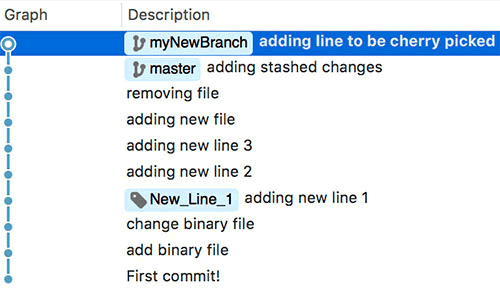 Graph Description
myNewBranch adding line to be cherry picked
master adding stashed changes
removing file
adding new file
adding new line 3
adding new line 2
New_Line_1 adding new line 1
change binary file
add binary file
First commit!